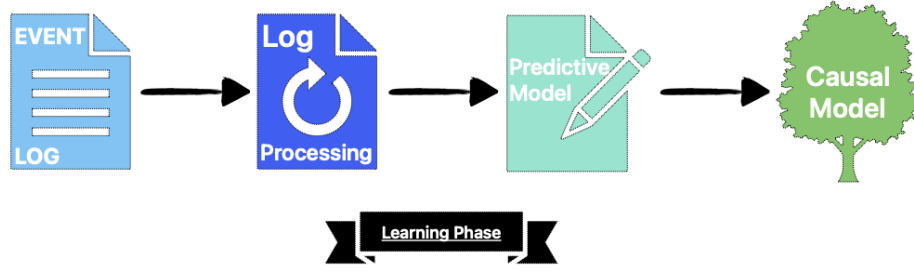 EVENT
LOG
Log
Processing
Predictive
Model
Causal
Model
Learning Phase